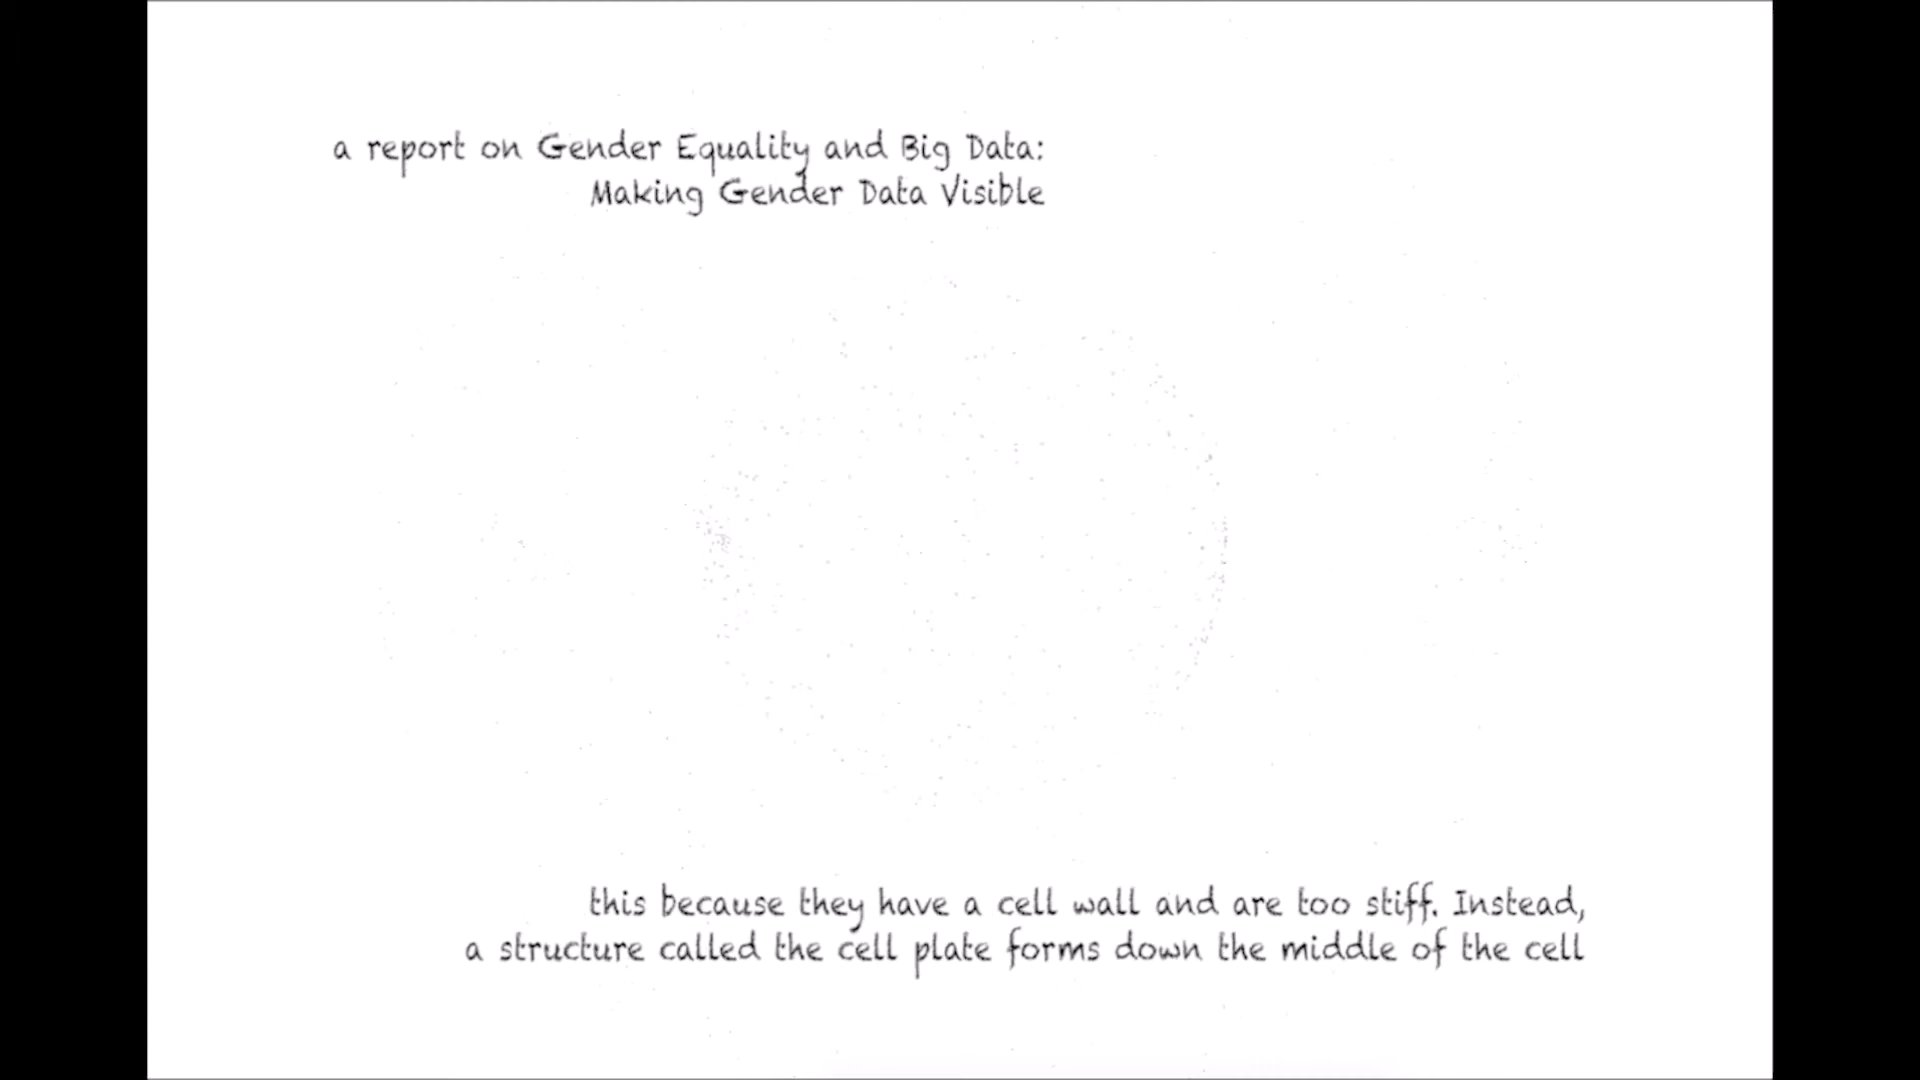 a report on Gender Equality and Big Data:
Making Gender Data Visible
this because they have a cell wall and are too stiff. Instead,
a structure called the cell plate forms down the middle of the cell